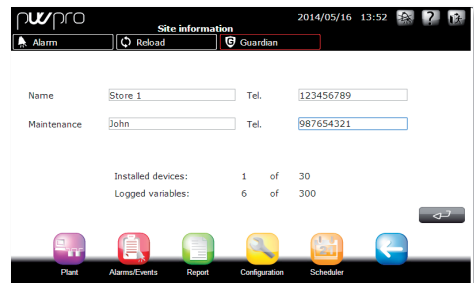 pwpro
Site information
2014/05/16 13:52
Alarm Reload Guardian
Name Store 1 Tel. 123456789
Maintenance John Tel. 987654321
Installed devices: 1 of 30
Logged variables: 6 of 300
Plant Alarms/Events Report Configuration Scheduler